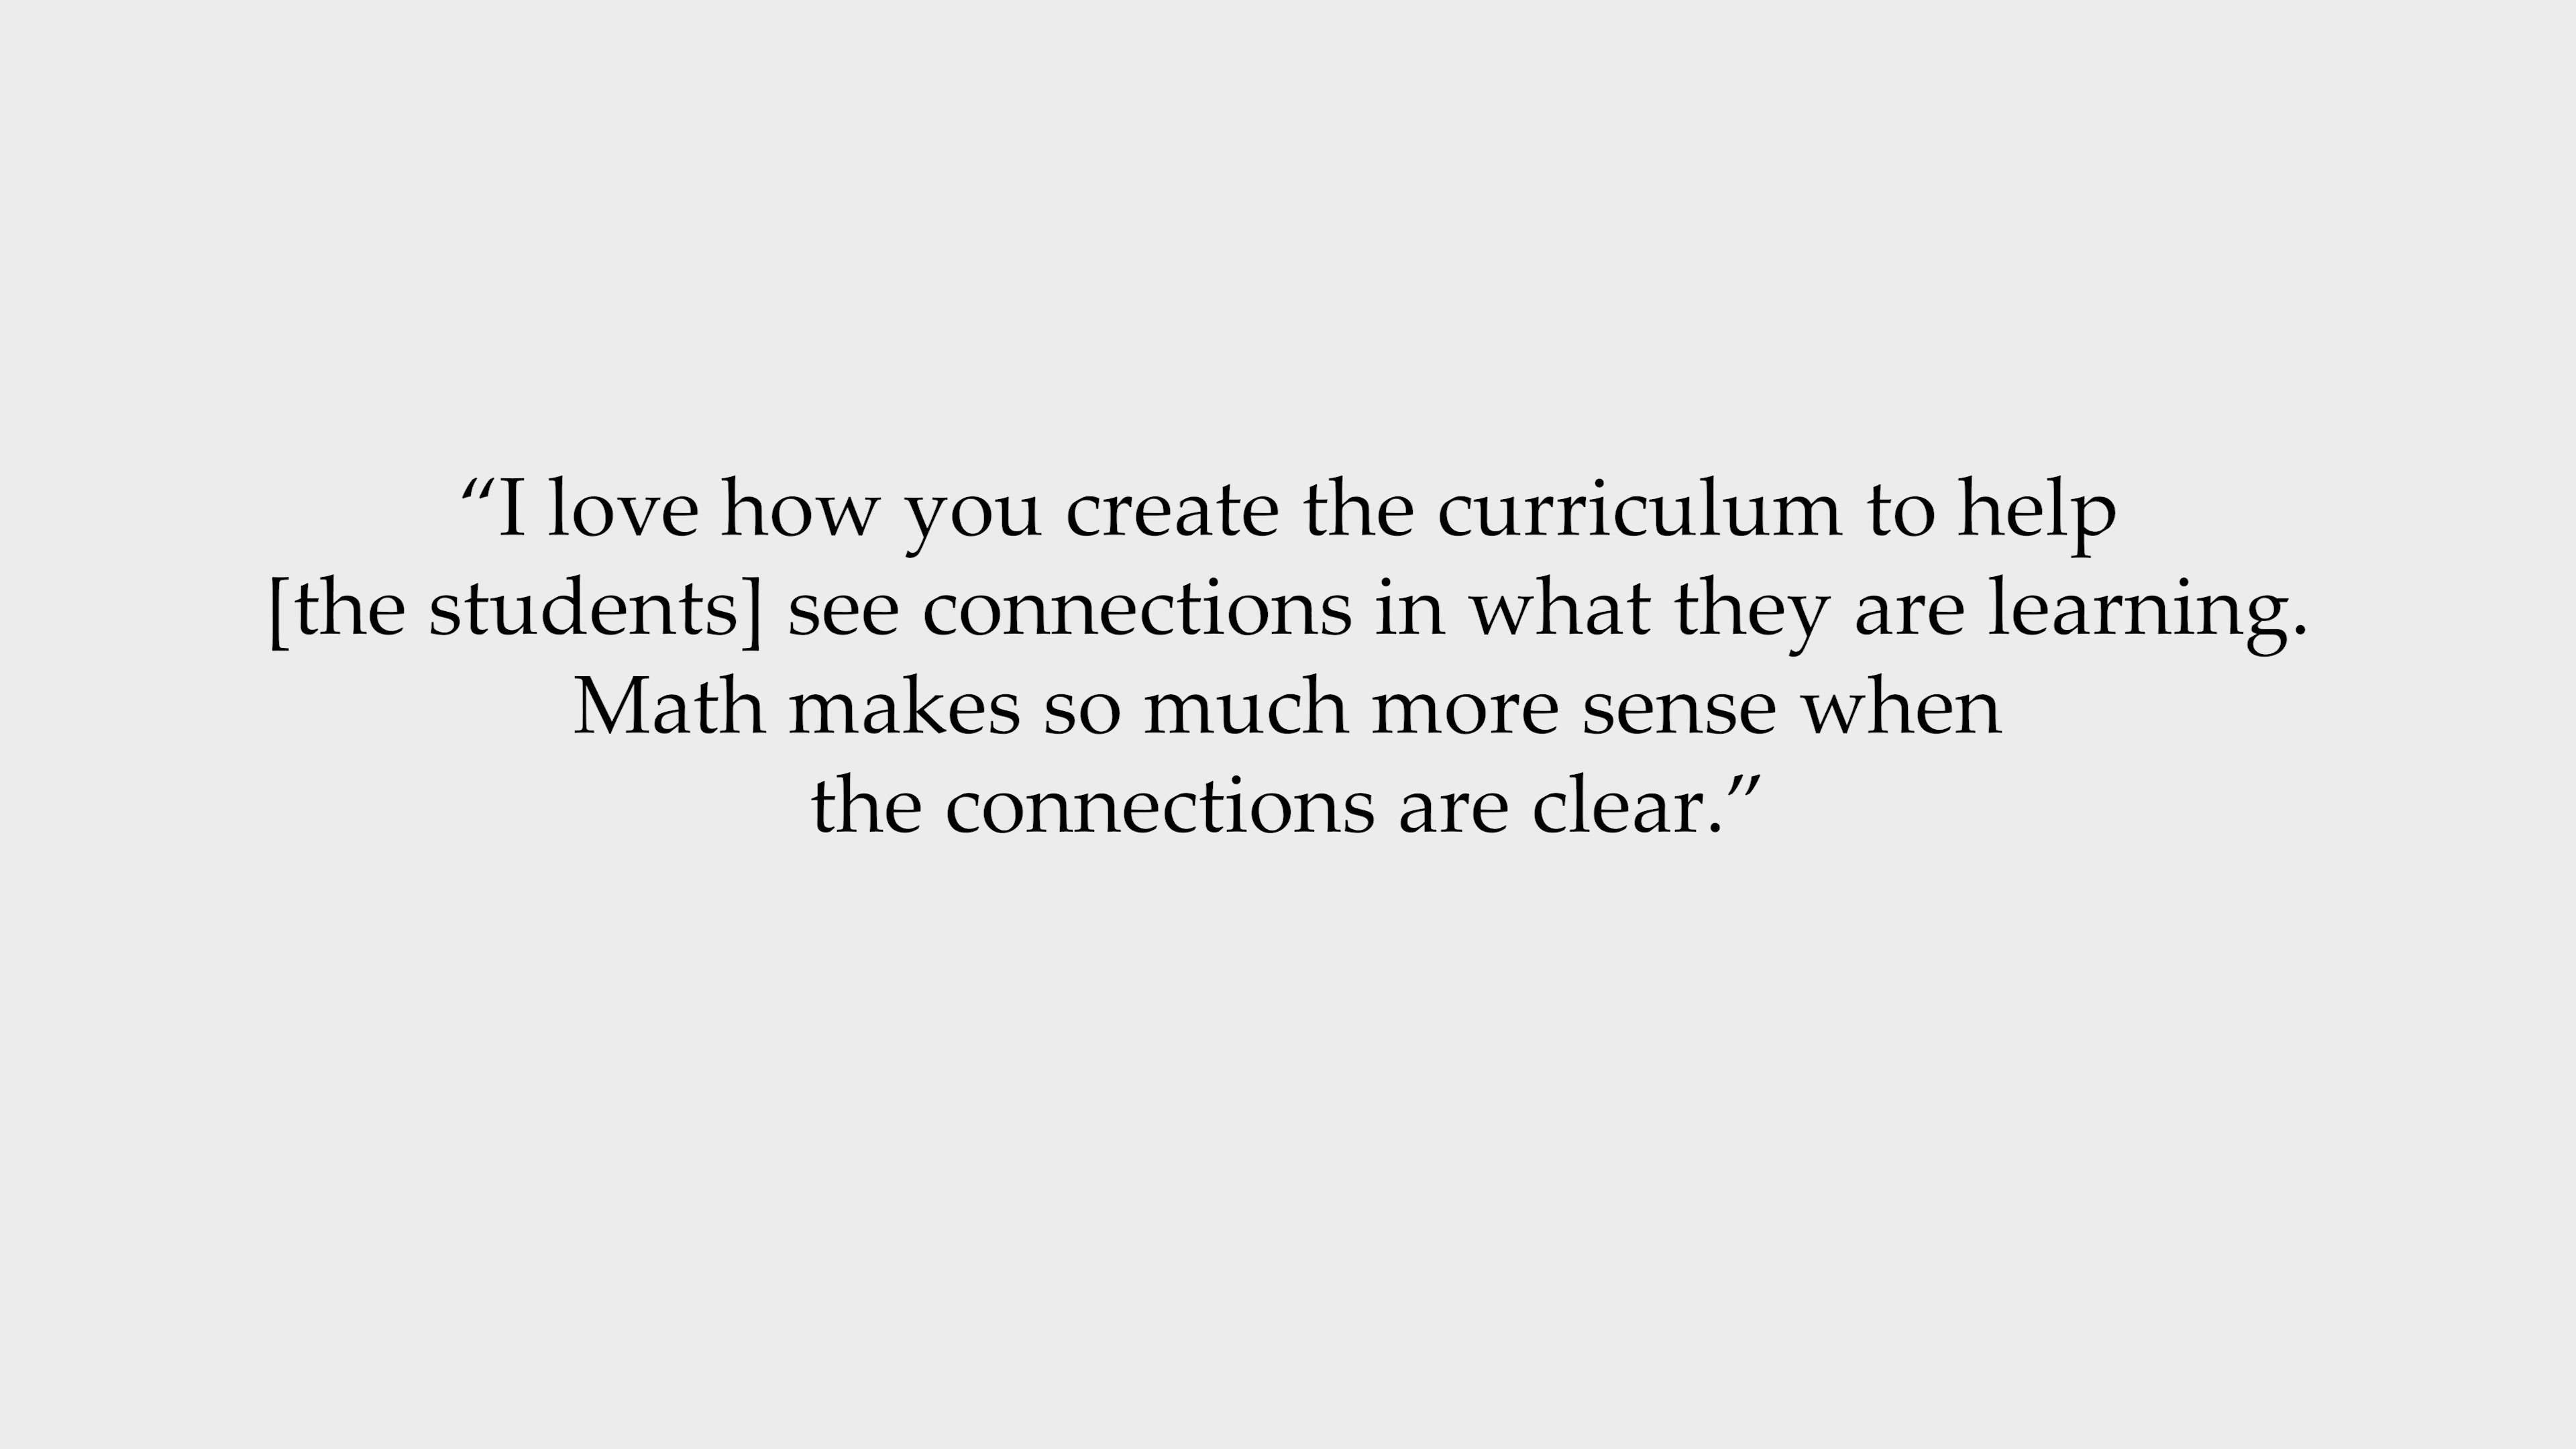 “I love how you create the curriculum to help
[the students] see connections in what they are learning.
Math makes so much more sense when
the connections are clear.”